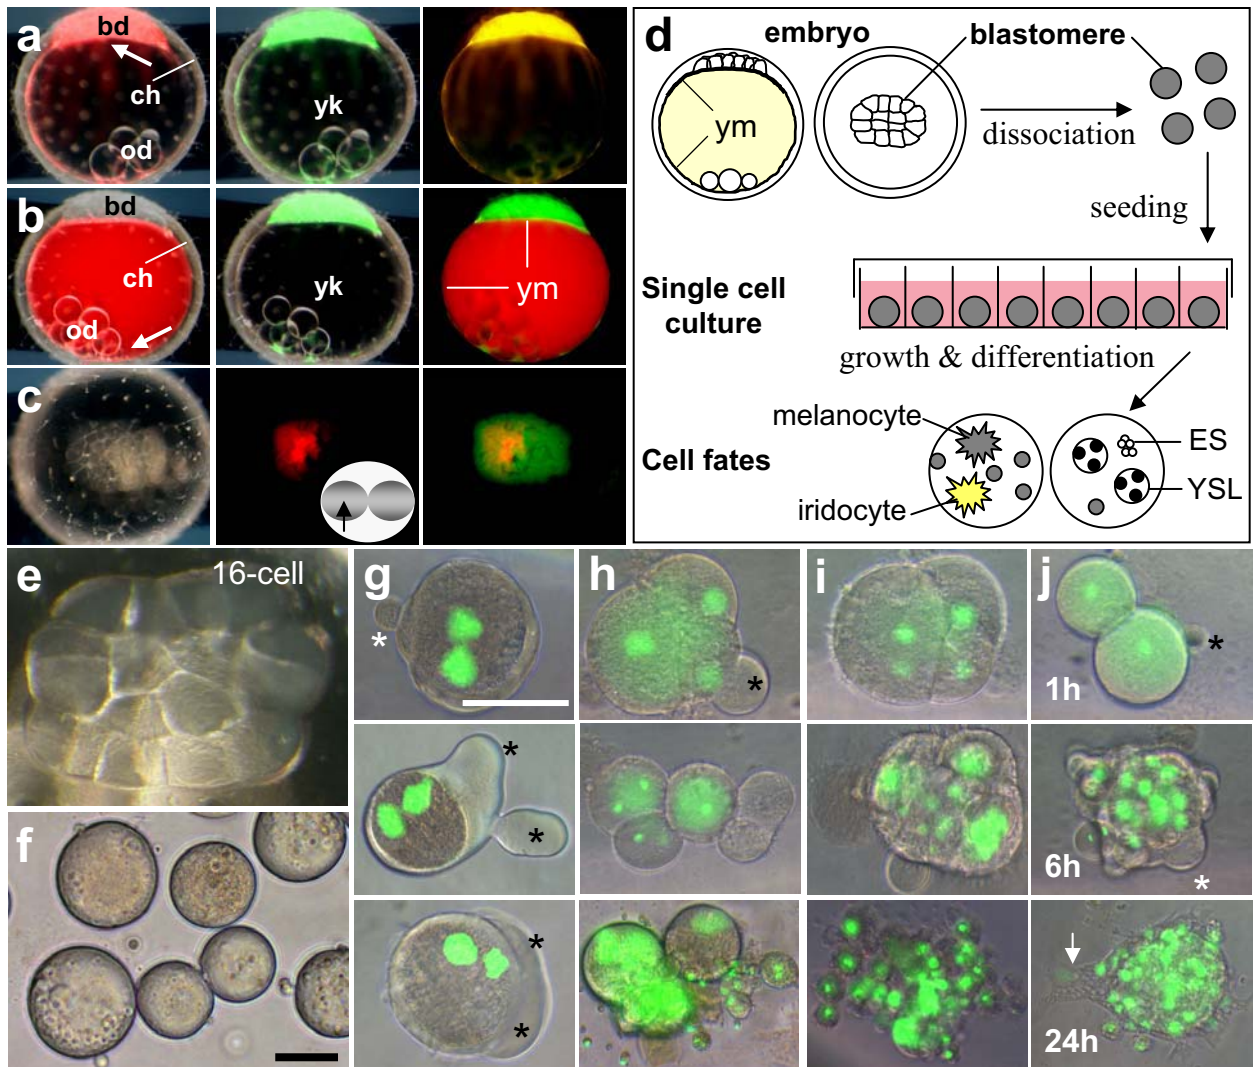 a
bd
ch
od
yk
b
bd
ch
od
yk
ym
c
d
embryo
blastomere
ym
dissociation
seeding
Single cell
culture
growth & differentiation
melanocyte
iridocyte
Cell fates
ES
YSL
e
16-cell
f
g
*
h
*
i
j
*
1h
*
*
6h
*
*
*
24h